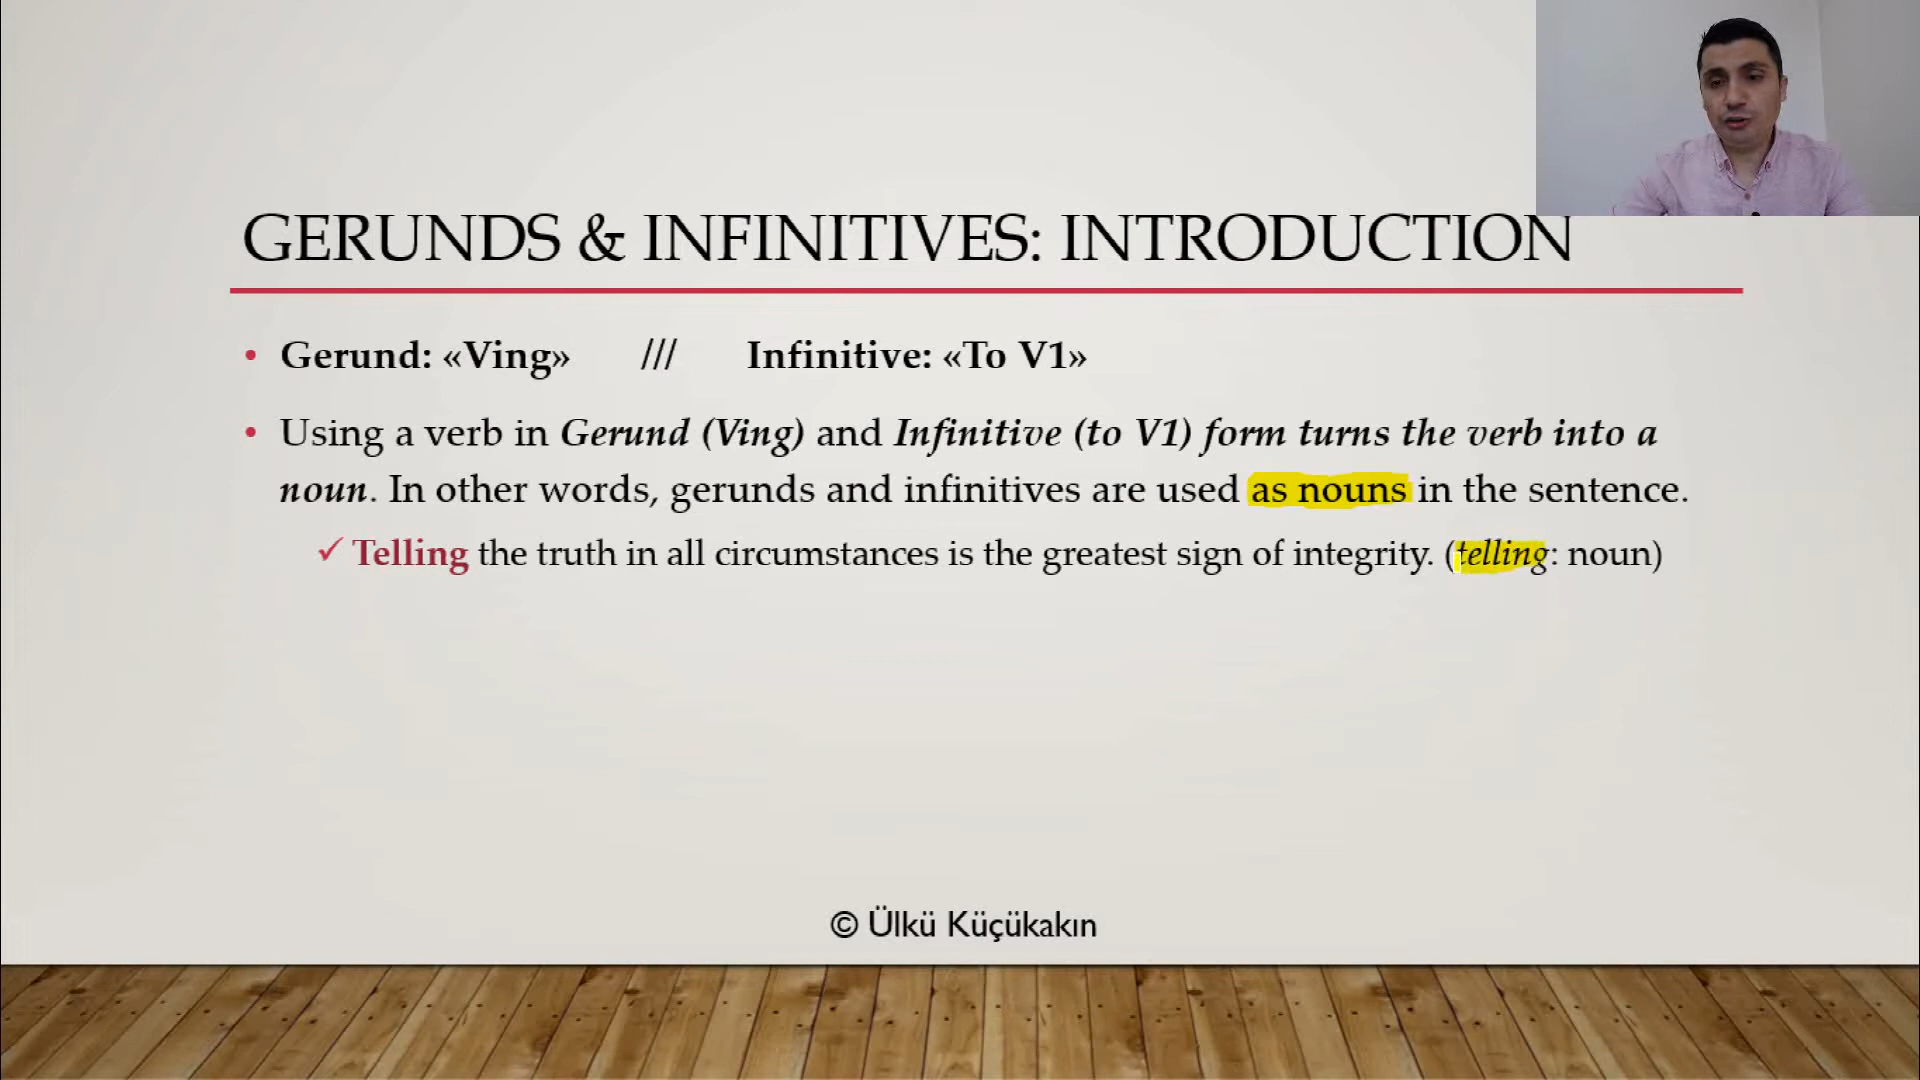 GERUNDS & INFINITIVES: INTRODUCTION
• Gerund: «Ving» /// Infinitive: «To V1»
• Using a verb in Gerund (Ving) and Infinitive (to V1) form turns the verb into a
noun. In other words, gerunds and infinitives are used as nouns in the sentence.
✓ Telling the truth in all circumstances is the greatest sign of integrity. (telling: noun)
© Ülkü Küçükakın